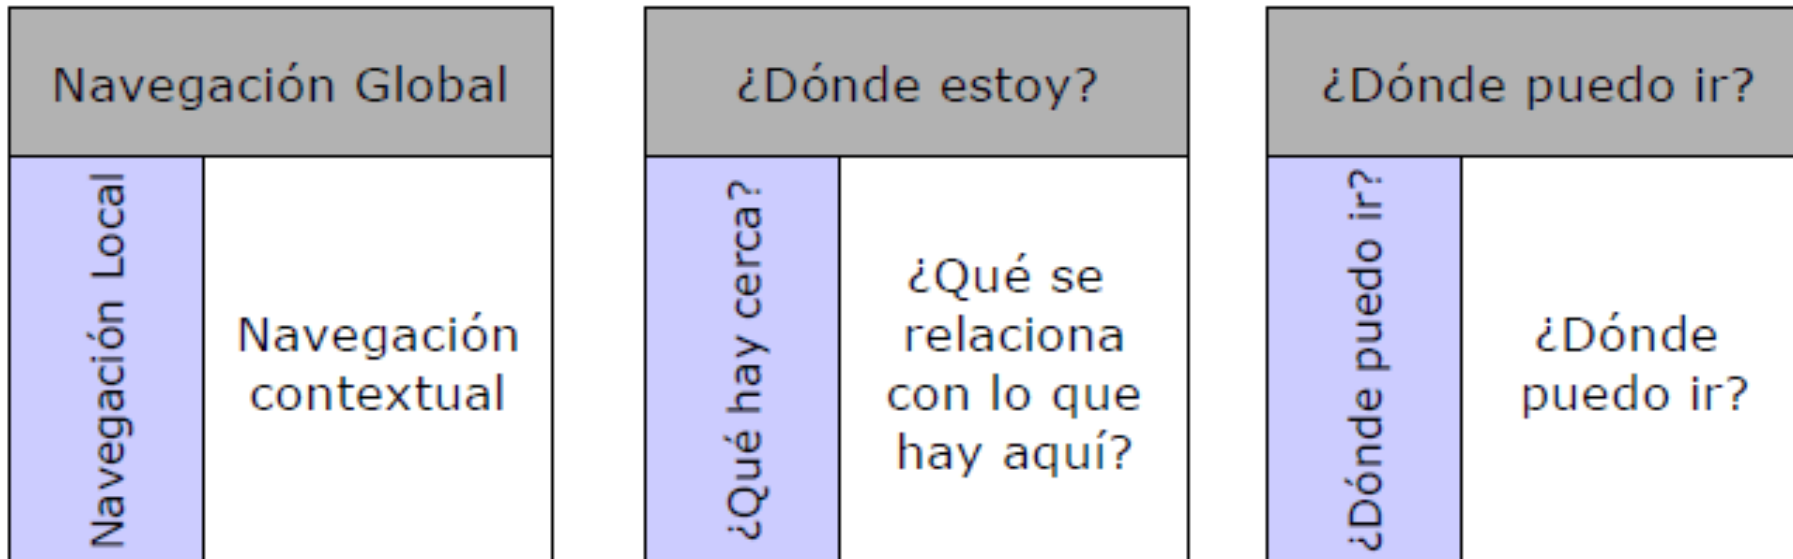 Navegación Global
Navegación Local
Navegación
contextual
¿Dónde estoy?
¿Qué hay cerca?
¿Qué se
relaciona
con lo que
hay aquí?
¿Dónde puedo ir?
¿Dónde puedo ir?
¿Dónde
puedo ir?